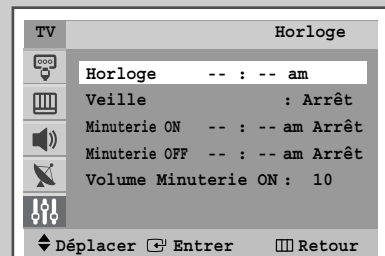 TV Horloge
Horloge -- : -- am
Veille : Arrêt
Minuterie ON -- : -- am Arrêt
Minuterie OFF -- : -- am Arrêt
Volume Minuterie ON : 10
Déplacer Entrer Retour